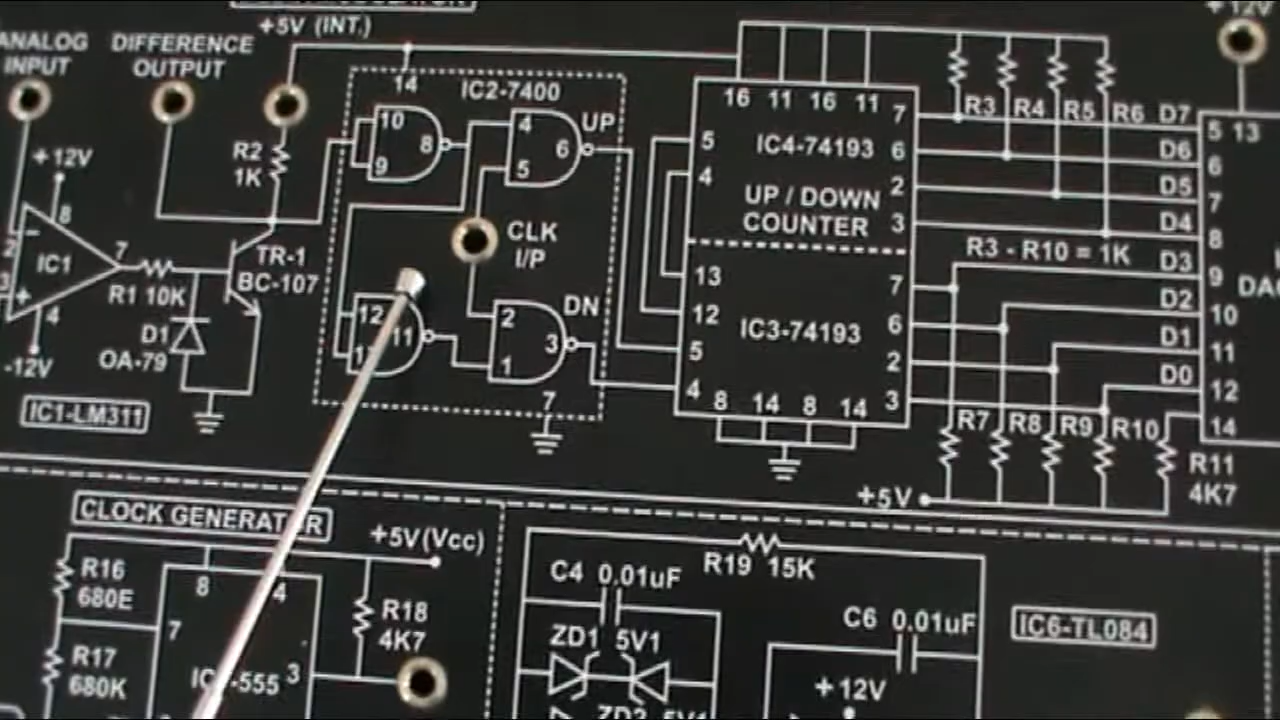 +12V
ANALOG
INPUT
DIFFERENCE
OUTPUT
+5V (INT.)
14
IC2-7400
16 11 16 11
7
R3 R4 R5 R6
D7
5 13
+12V
R2
1K
10
9
8
4
5
6
UP
5
4
IC4-74193
6
2
3
D6
6
D5
7
D4
8
UP / DOWN
COUNTER
8
2
3
IC1
7
TR-1
BC-107
CLK
I/P
R3 - R10 = 1K
D3
9
13
7
R1 10K
4
12
11
12
IC3-74193
6
D2
10
D1
OA-79
DN
2
3
1
5
4
2
3
D1
11
D0
12
-12V
IC1-LM311
7
8 14 8 14
R7 R8 R9 R10
14
R11
4K7
+5V
CLOCK GENERATOR
+5V(Vcc)
R16
680E
8
4
7
R18
4K7
R17
680K
-555
3
C4 0.01uF
R19 15K
C6 0.01uF
IC6-TL084
ZD1 5V1
+12V